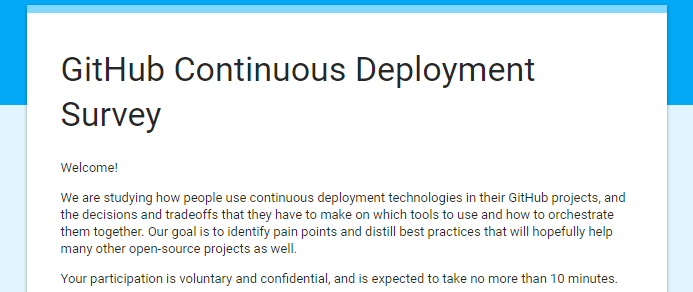 GitHub Continuous Deployment
Survey
Welcome!
We are studying how people use continuous deployment technologies in their GitHub projects, and
the decisions and tradeoffs that they have to make on which tools to use and how to orchestrate
them together. Our goal is to identify pain points and distill best practices that will hopefully help
many other open-source projects as well.
Your participation is voluntary and confidential, and is expected to take no more than 10 minutes.